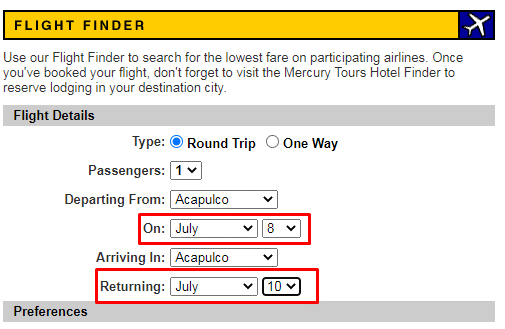 FLIGHT FINDER
Use our Flight Finder to search for the lowest fare on participating airlines. Once
you've booked your flight, don't forget to visit the Mercury Tours Hotel Finder to
reserve lodging in your destination city.
Flight Details
Type: Round Trip One Way
Passengers: 1
Departing From: Acapulco
On: July 8
Arriving In: Acapulco
Returning: July 10
Preferences